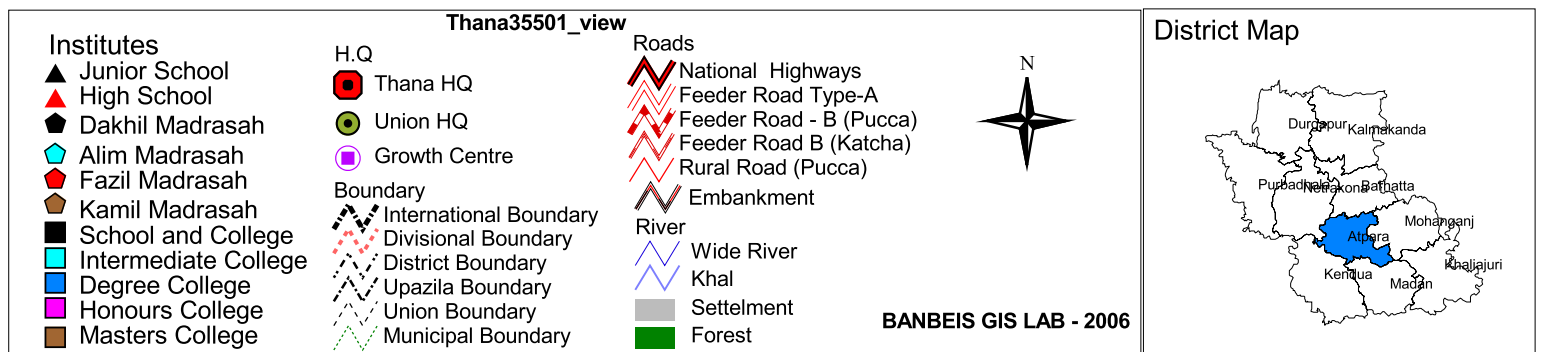 Thana35501_view
Institutes
Junior School
High School
Dakhil Madrasah
Alim Madrasah
Fazil Madrasah
Kamil Madrasah
School and College
Intermediate College
Degree College
Honours College
Masters College
H.Q
Thana HQ
Union HQ
Growth Centre
Boundary
International Boundary
Divisional Boundary
District Boundary
Upazila Boundary
Union Boundary
Municipal Boundary
Roads
National Highways
Feeder Road Type-A
Feeder Road - B (Pucca)
Feeder Road B (Katcha)
Rural Road (Pucca)
Embankment
River
Wide River
Khal
Settelment
Forest
N
BANBEIS GIS LAB - 2006
District Map
Durgapur
Kalmakanda
Purbadhala
Netrakona
Barhatta
Mohanganj
Atpara
Khaliajuri
Kendua
Madan